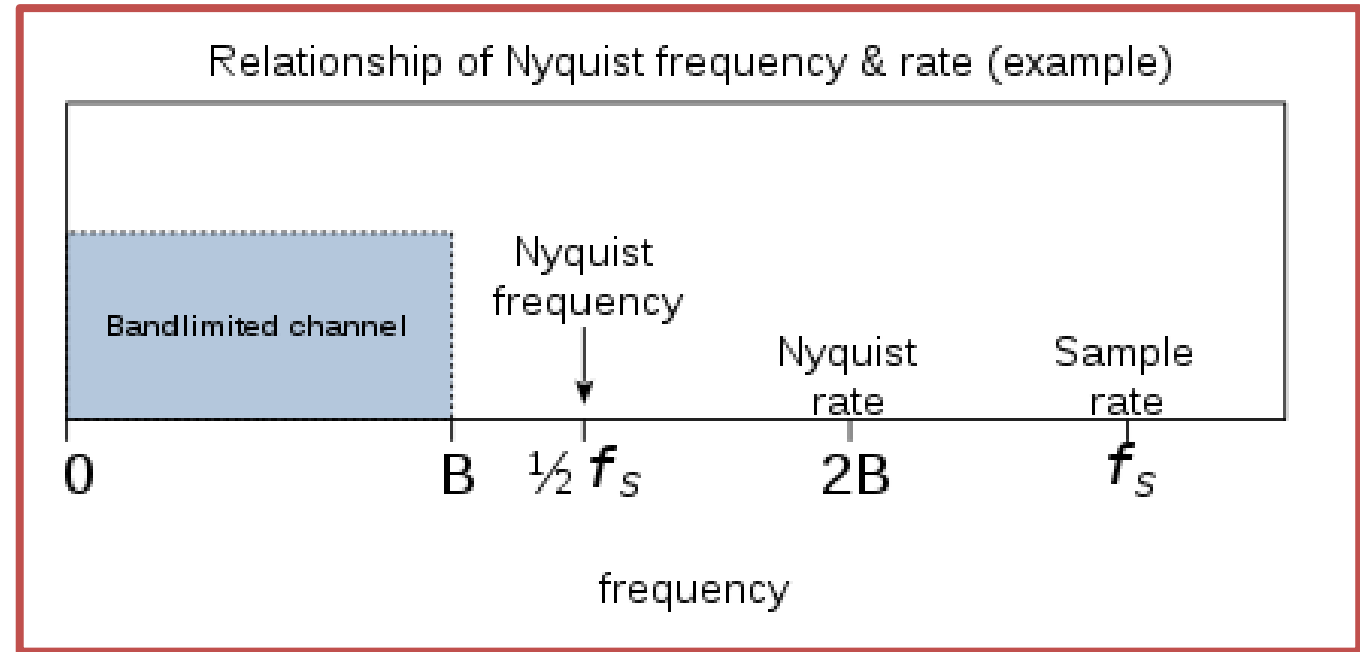 Relationship of Nyquist frequency & rate (example)
Bandlimited channel
Nyquist
frequency
Nyquist
rate
Sample
rate
0
B
½ fs
2B
fs
frequency